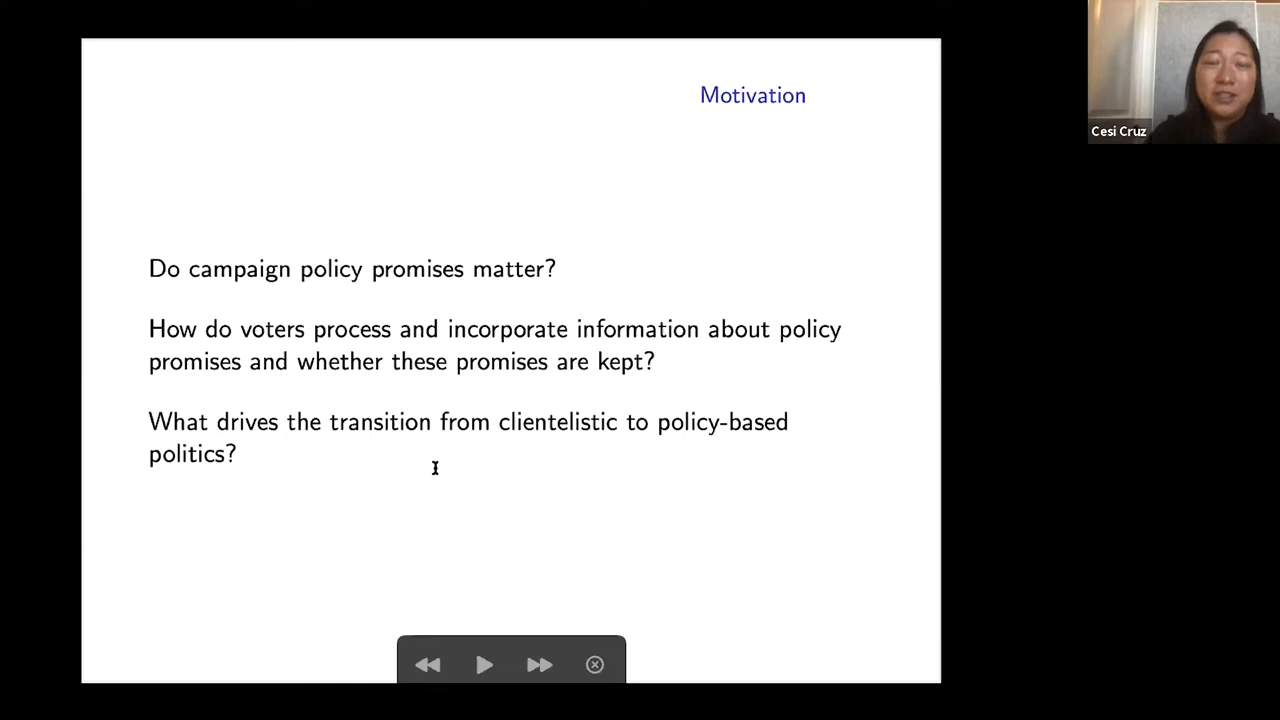 Motivation
Cesi Cruz
Do campaign policy promises matter?
How do voters process and incorporate information about policy
promises and whether these promises are kept?
What drives the transition from clientelistic to policy-based
politics?